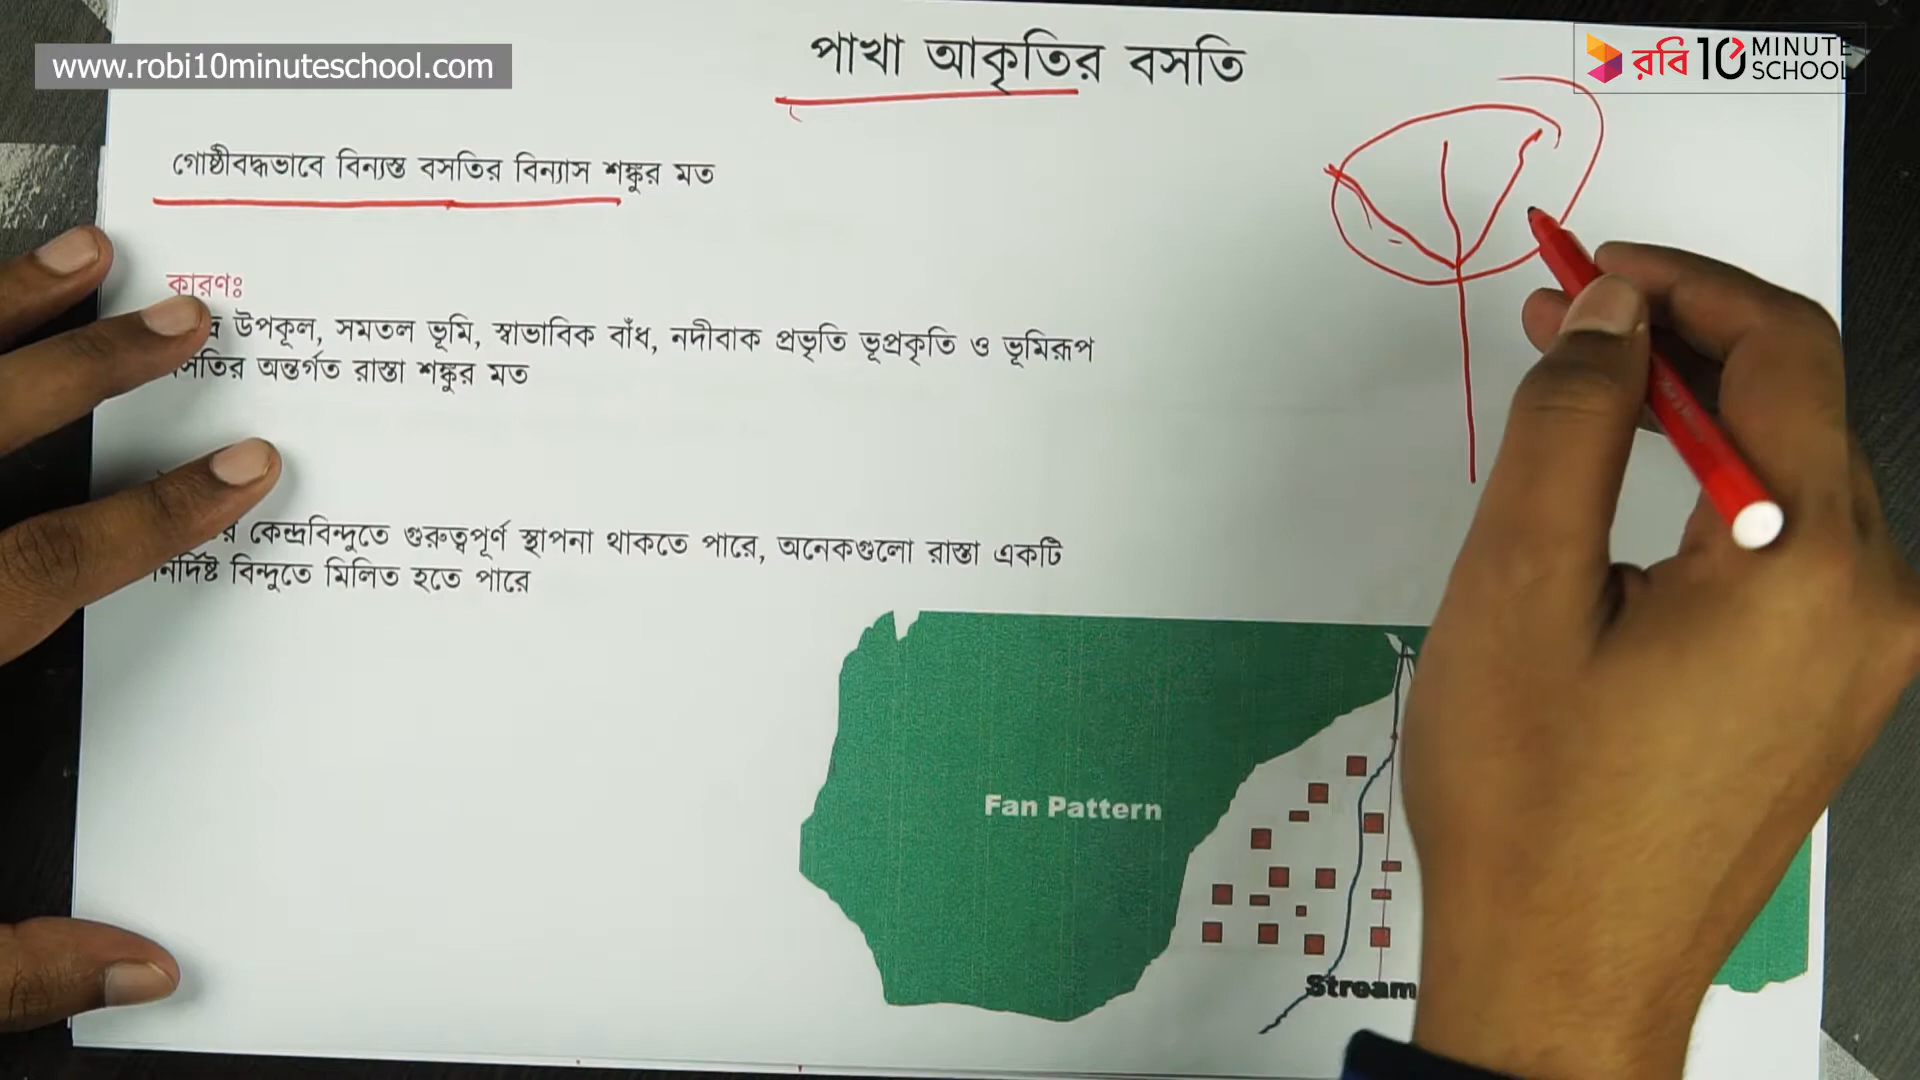 www.robi10minuteschool.com
রবি 10 MINUTE SCHOOL
পাখা আকৃতির বসতি
গোষ্ঠীবদ্ধভাবে বিন্যস্ত বসতির বিন্যাস শঙ্কুর মত
কারণঃ
উপকূল, সমতল ভূমি, স্বাভাবিক বাঁধ, নদীবাক প্রভৃতি ভূপ্রকৃতি ও ভূমিরূপ
অন্তর্গত রাস্তা শঙ্কুর মত
কেন্দ্রবিন্দুতে গুরুত্বপূর্ণ স্থাপনা থাকতে পারে, অনেকগুলো রাস্তা একটি
নির্দিষ্ট বিন্দুতে মিলিত হতে পারে
Fan Pattern
Stream